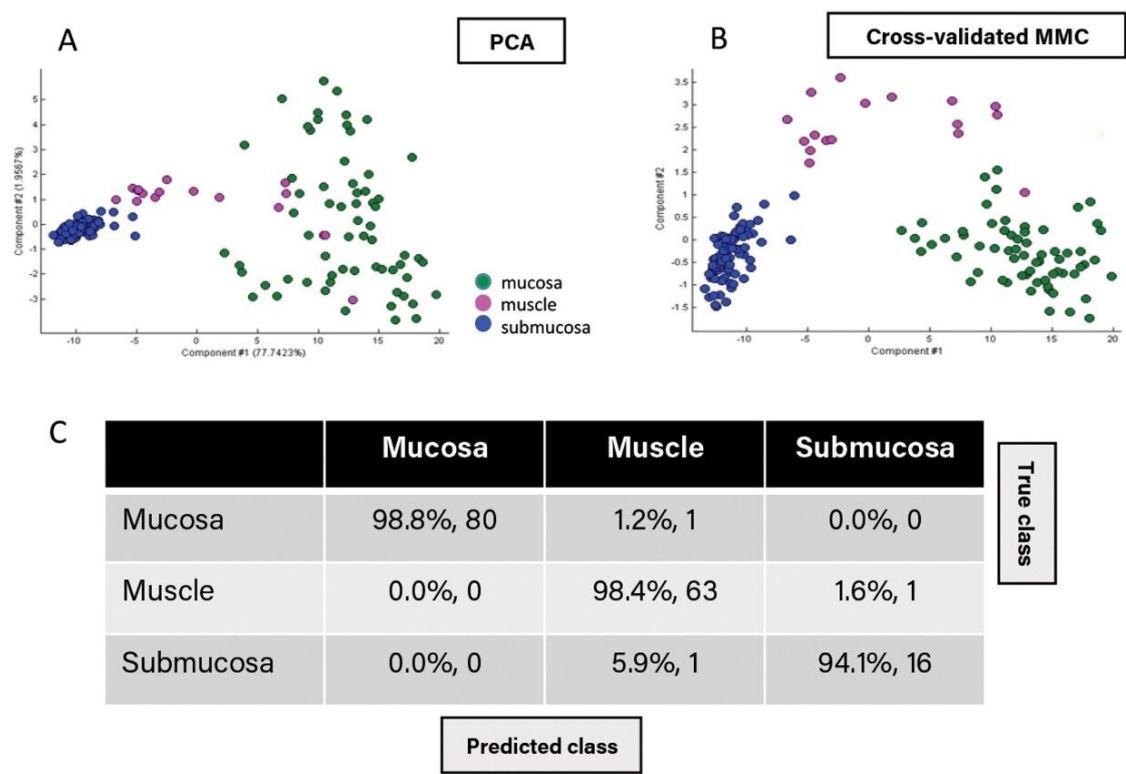 A
PCA
Component #2 (1.9567%)
5
4
3
2
1
0
-1
-2
-3
-10
-5
0
5
10
15
20
Component #1 (77.7423%)
mucosa
muscle
submucosa
B
Cross-validated MMC
Component #2
3.5
3
2.5
2
1.5
1
0.5
0
-0.5
-1
-1.5
-10
-5
0
5
10
15
20
Component #1
C
Mucosa Muscle Submucosa
Mucosa 98.8%, 80 1.2%, 1 0.0%, 0
Muscle 0.0%, 0 98.4%, 63 1.6%, 1
Submucosa 0.0%, 0 5.9%, 1 94.1%, 16
True class
Predicted class